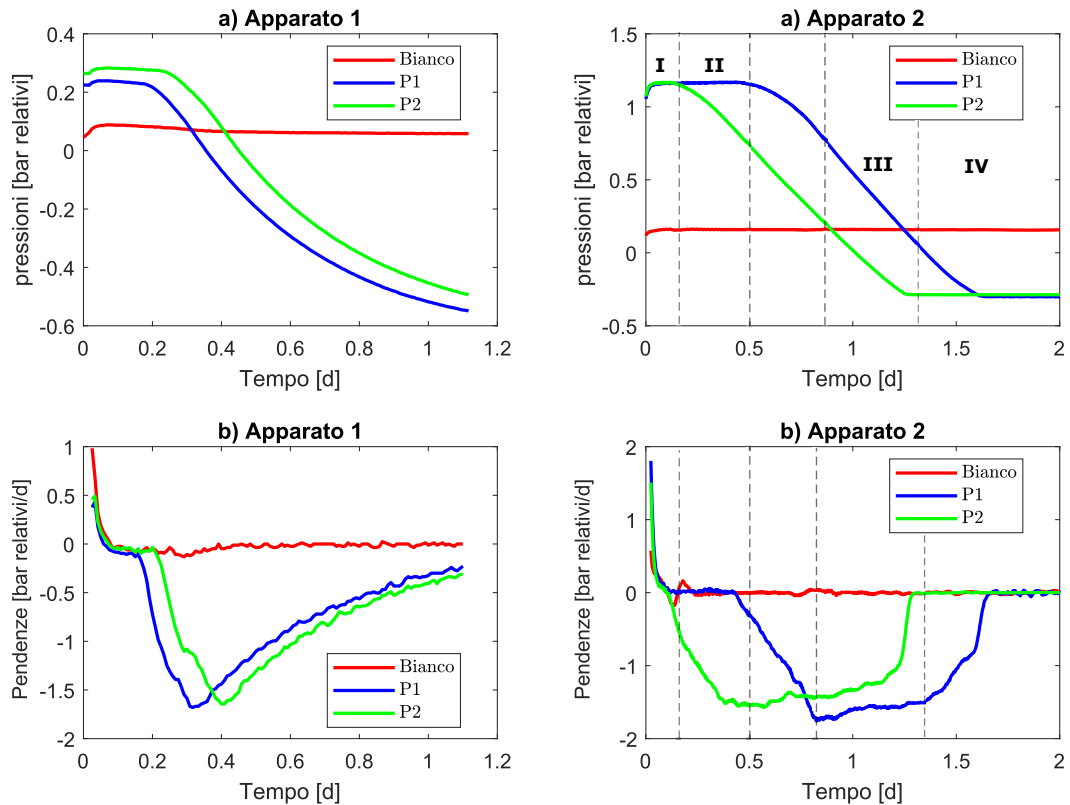 a) Apparato 1
0.4
0.2
0
-0.2
-0.4
-0.6
pressioni [bar relativi]
Bianco
P1
P2
0 0.2 0.4 0.6 0.8 1 1.2
Tempo [d]
a) Apparato 2
1.5
1
0.5
0
-0.5
pressioni [bar relativi]
I II III IV
Bianco
P1
P2
0 0.5 1 1.5 2
Tempo [d]
b) Apparato 1
1
0.5
0
-0.5
-1
-1.5
-2
Pendenze [bar relativi/d]
Bianco
P1
P2
0 0.2 0.4 0.6 0.8 1 1.2
Tempo [d]
b) Apparato 2
2
1
0
-1
-2
Pendenze [bar relativi/d]
Bianco
P1
P2
0 0.5 1 1.5 2
Tempo [d]